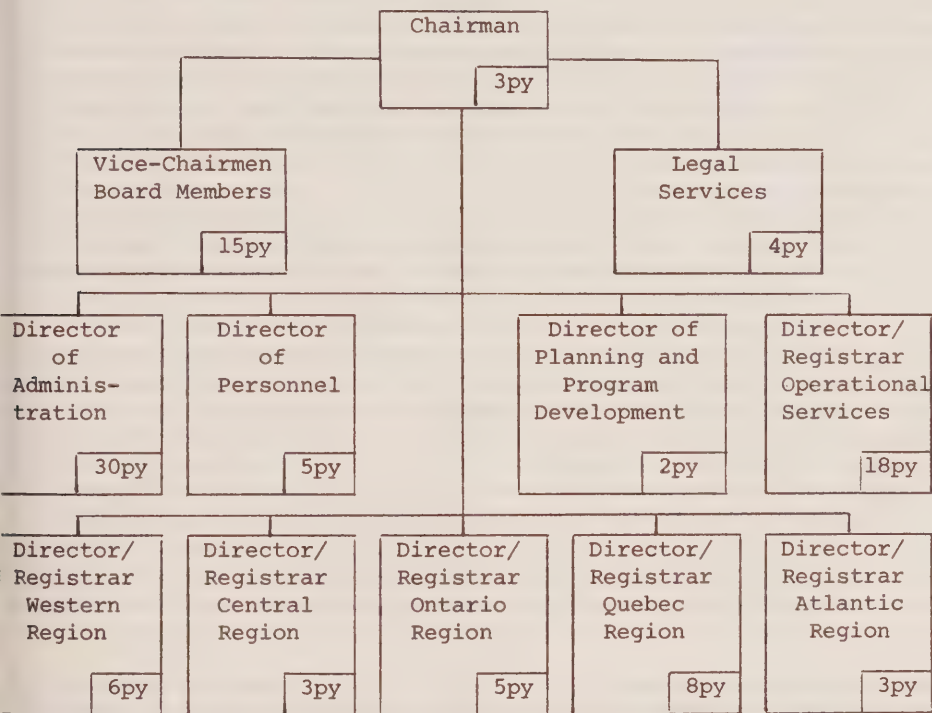 Chairman
3py
Vice-Chairmen
Board Members
15py
Legal
Services
4py
Director
of
Adminis-
tration
30py
Director
of
Personnel
5py
Director of
Planning and
Program
Development
2py
Director/
Registrar
Operational
Services
18py
Director/
Registrar
Western
Region
6py
Director/
Registrar
Central
Region
3py
Director/
Registrar
Ontario
Region
5py
Director/
Registrar
Quebec
Region
8py
Director/
Registrar
Atlantic
Region
3py